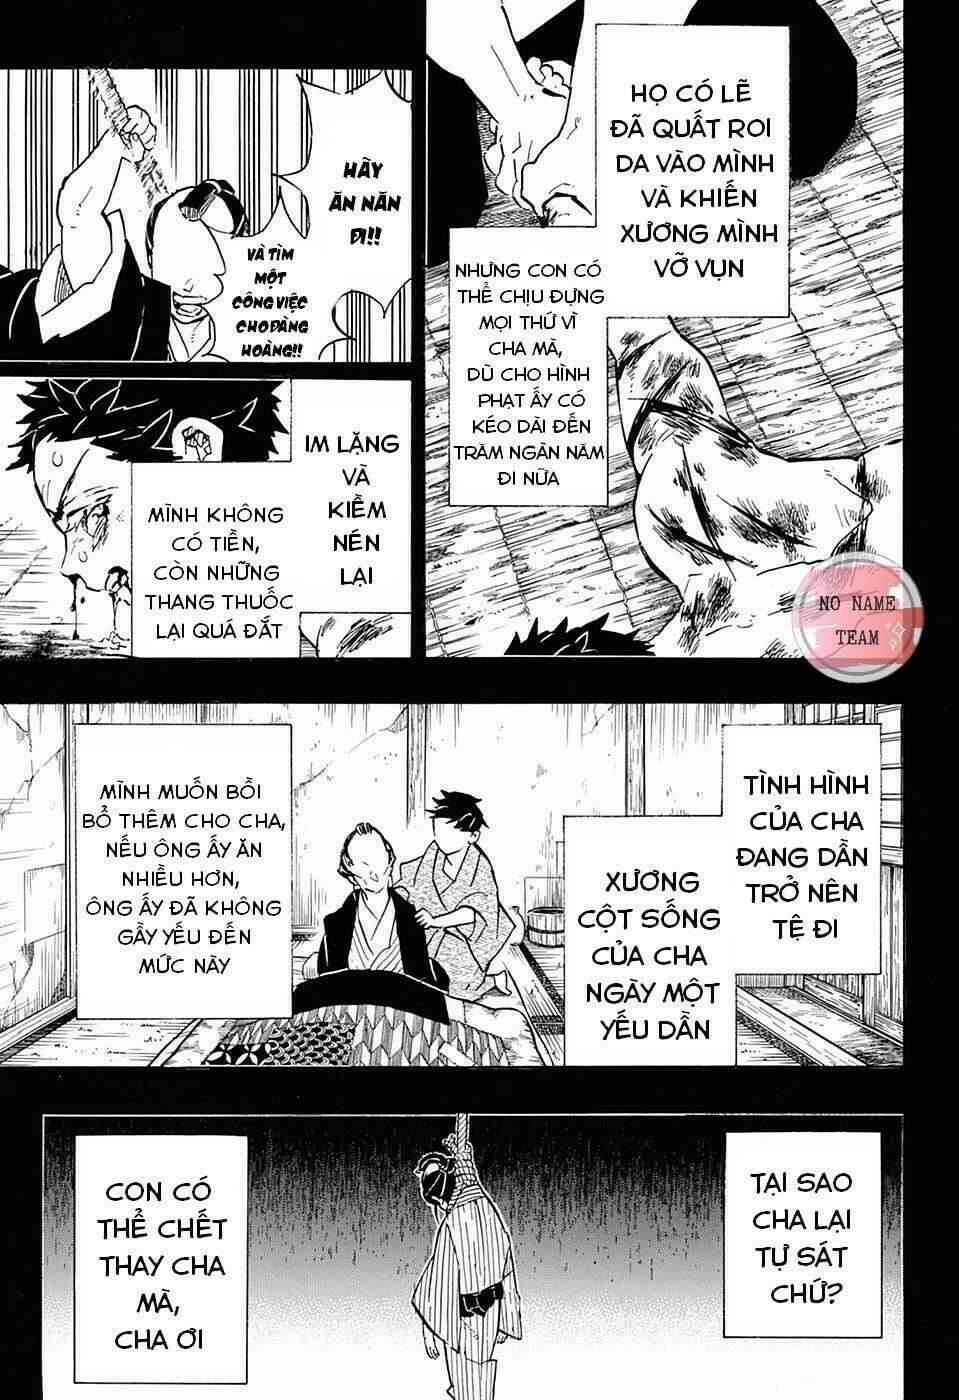 HỌ CÓ LẼ
ĐÃ QUẤT ROI
DA VÀO MÌNH
VÀ KHIẾN
XƯƠNG MÌNH
VỠ VỤN
NHƯNG CON CÓ
THỂ CHỊU ĐỰNG
MỌI THỨ VÌ
CHA MÀ,
DÙ CHO HÌNH
PHẠT ẤY CÓ
KÉO DÀI ĐẾN
TRĂM NGÀN NĂM
ĐI NỮA
HÃY
ĂN NĂN
ĐI!!
VÀ TÌM
MỘT
CÔNG VIỆC
CHO ĐÀNG
HOÀNG!!
IM LẶNG
VÀ
KIỀM
NÉN
LẠI
MÌNH KHÔNG
CÓ TIỀN,
CÒN NHỮNG
THANG THUỐC
LẠI QUÁ ĐẮT
NO NAME
TEAM
TÌNH HÌNH
CỦA CHA
ĐANG DẦN
TRỞ NÊN
TỆ ĐI
XƯƠNG
CỘT SỐNG
CỦA CHA
NGÀY MỘT
YẾU DẦN
MÌNH MUỐN BỒI
BỔ THÊM CHO CHA,
NẾU ÔNG ẤY ĂN
NHIỀU HƠN,
ÔNG ẤY ĐÃ KHÔNG
GẦY YẾU ĐẾN
MỨC NÀY
TẠI SAO
CHA LẠI
TỰ SÁT
CHỨ?
CON CÓ
THỂ CHẾT
THAY CHA
MÀ,
CHA ƠI